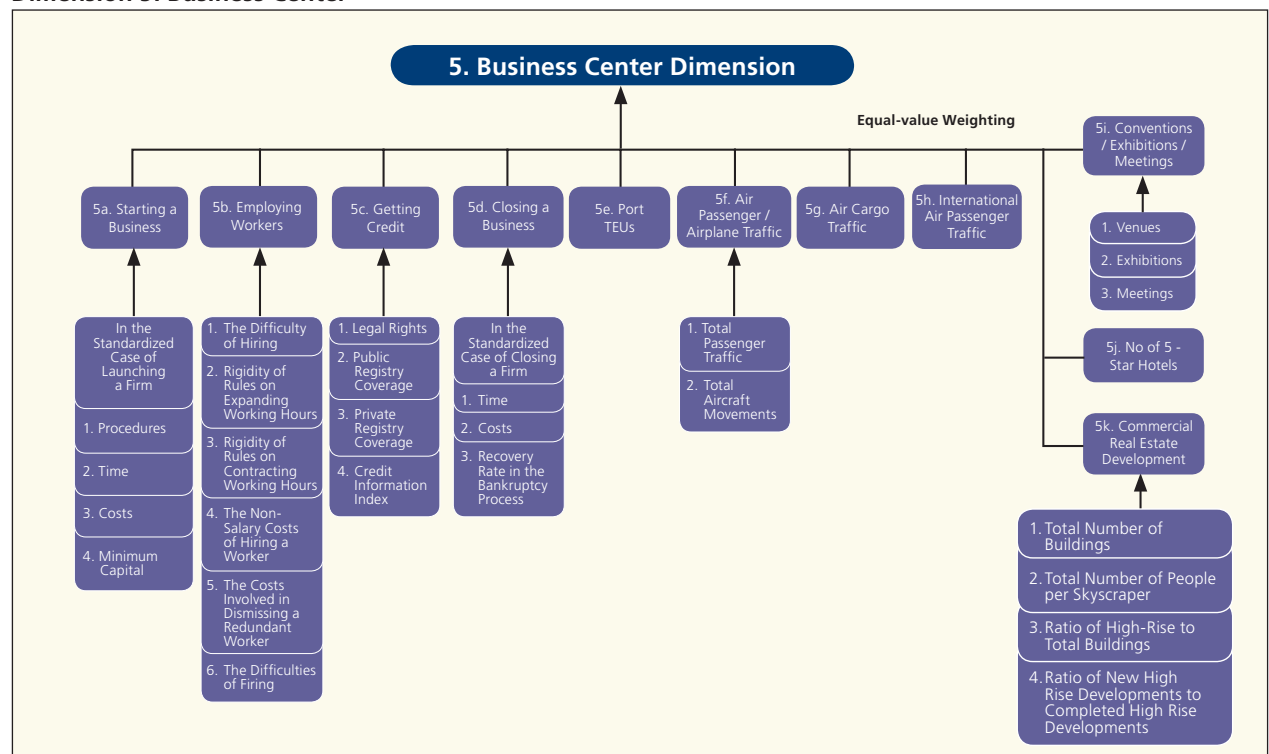 Dimension 5: Business Center
5. Business Center Dimension
Equal-value Weighting
5a. Starting a
Business
5b. Employing
Workers
5c. Getting
Credit
5d. Closing a
Business
5e. Port
TEUs
5f. Air
Passenger /
Airplane Traffic
5g. Air Cargo
Traffic
5h. International
Air Passenger
Traffic
5i. Conventions
/ Exhibitions /
Meetings
In the
Standardized
Case of
Launching
a Firm
1. Procedures
2. Time
3. Costs
4. Minimum
Capital
1. The Difficulty
of Hiring
2. Rigidity of
Rules on
Expanding
Working Hours
3. Rigidity of
Rules on
Contracting
Working Hours
4. The Non-
Salary Costs
of Hiring a
Worker
5. The Costs
Involved in
Dismissing a
Redundant
Worker
6. The Difficulties
of Firing
1. Legal Rights
2. Public
Registry
Coverage
3. Private
Registry
Coverage
4. Credit
Information
Index
In the
Standardized
Case of Closing
a Firm
1. Time
2. Costs
3. Recovery
Rate in the
Bankruptcy
Process
1. Total
Passenger
Traffic
2. Total
Aircraft
Movements
1. Venues
2. Exhibitions
3. Meetings
5j. No of 5 -
Star Hotels
5k. Commercial
Real Estate
Development
1. Total Number of
Buildings
2. Total Number of People
per Skyscraper
3. Ratio of High-Rise to
Total Buildings
4. Ratio of New High
Rise Developments to
Completed High Rise
Developments